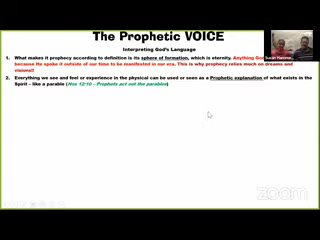 The Prophetic VOICE
Interpreting God's Language
1. What makes it prophecy according to definition is its sphere of formation, which is eternity. Anything Go
because He spoke it outside of our time to be manifested in our era. This is why prophecy relies much on dreams and
visions!!
2. Everything we see and feel or experience in the physical can be used or seen as a Prophetic explanation of what exists in the
Spirit – like a parable (Hos 12:10 – Prophets act out the parables)
zoom